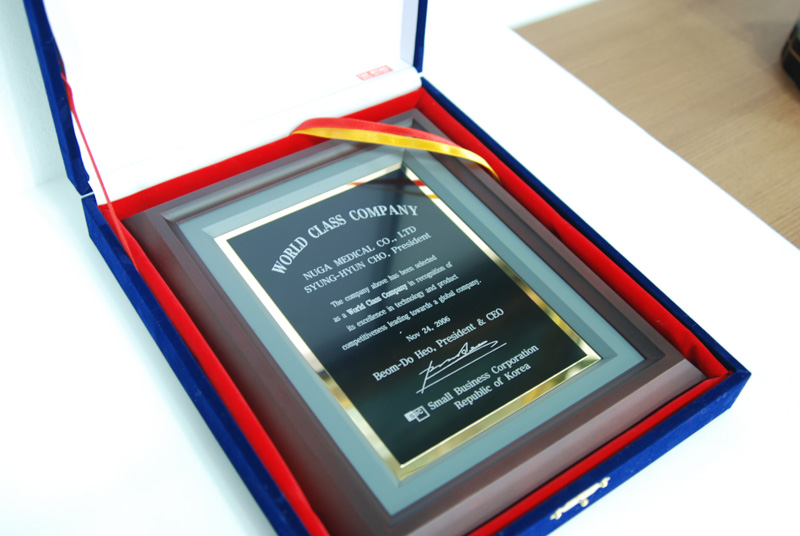 WORLD CLASS COMPANY
NUGA MEDICAL CO., LTD
SYUNG-HYUN CHO, President
The company above has been selected
as a World Class Company in recognition of
its excellence in technology and product
competitiveness leading towards a global company.
Nov 24, 2006
Beom-Do Heo, President & CEO
Small Business Corporation
Republic of Korea